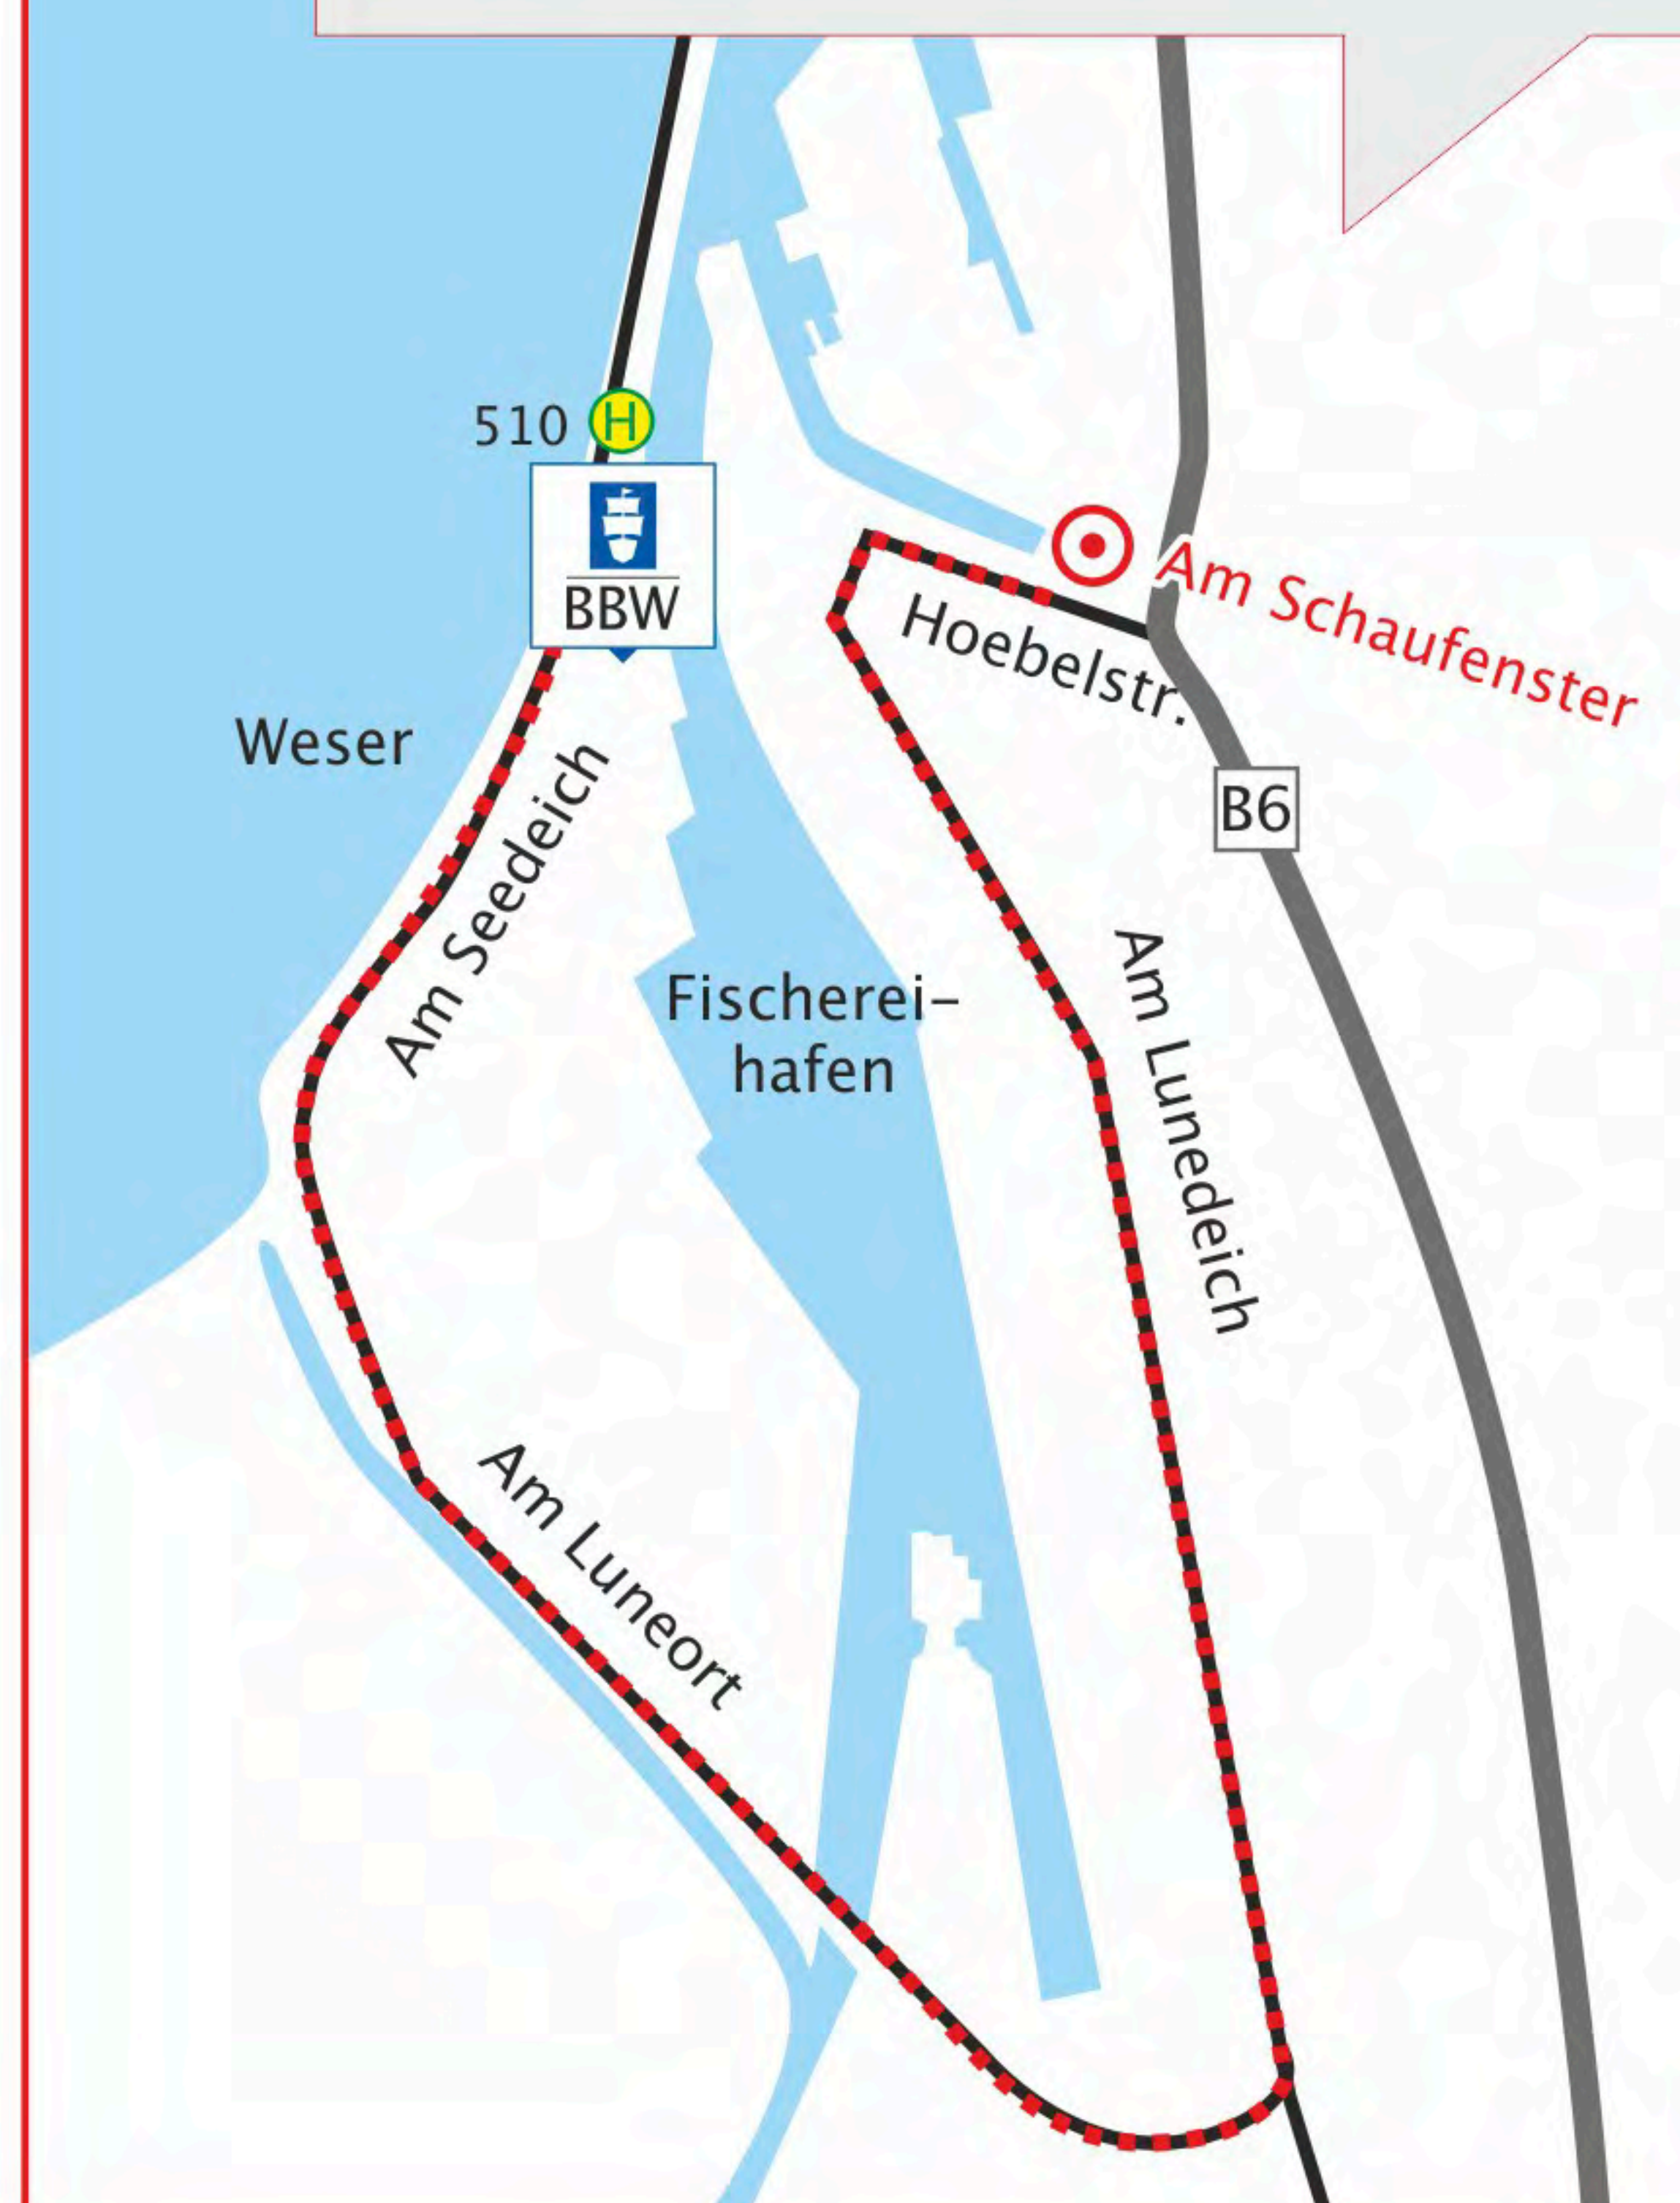 510
H
BBW
Am Schaufenster
Hoebelstr.
Weser
B6
Am Seedeich
Fischerei-
hafen
Am Lunedeich
Am Luneort